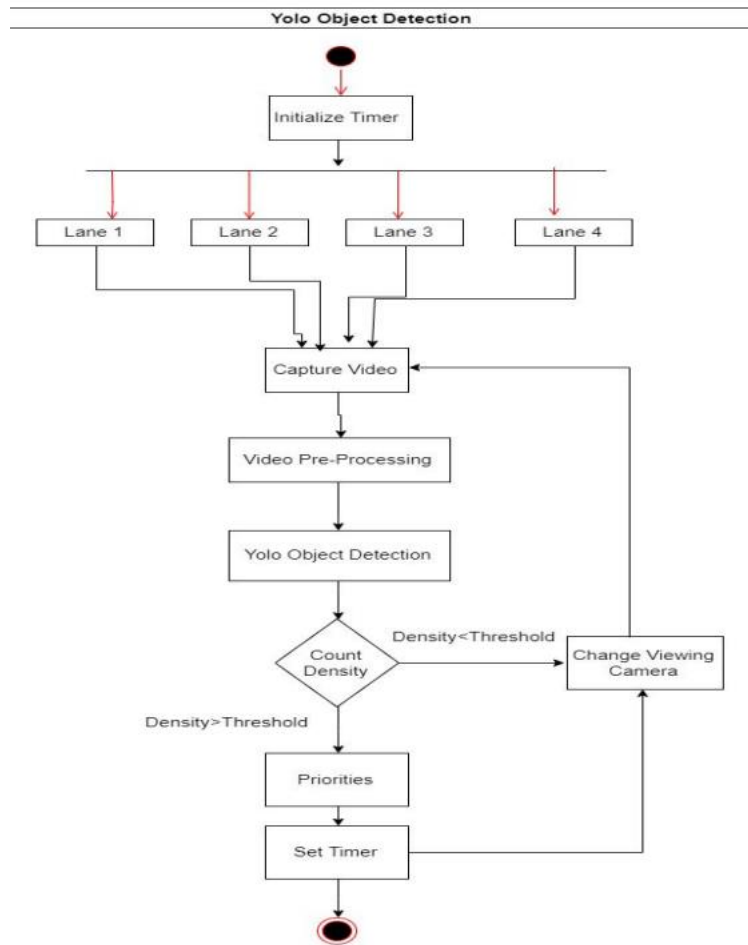 Yolo Object Detection
Initialize Timer
Lane 1
Lane 2
Lane 3
Lane 4
Capture Video
Video Pre-Processing
Yolo Object Detection
Count
Density
Density<Threshold
Change Viewing
Camera
Density>Threshold
Priorities
Set Timer